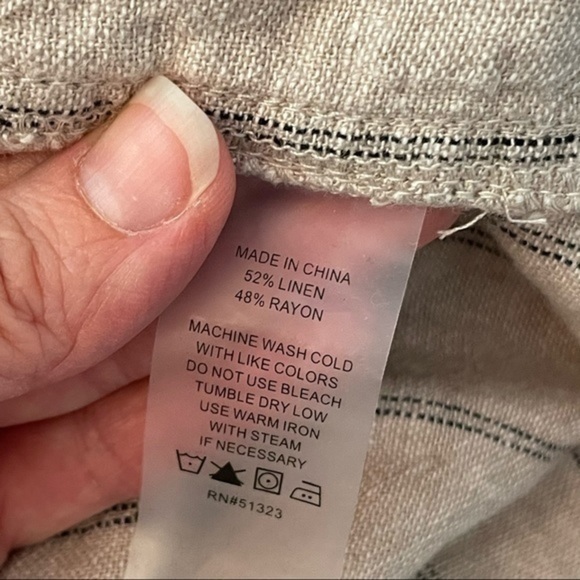 MADE IN CHINA
52% LINEN
48% RAYON
MACHINE WASH COLD
WITH LIKE COLORS
DO NOT USE BLEACH
TUMBLE DRY LOW
USE WARM IRON
WITH STEAM
IF NECESSARY
RN#51323